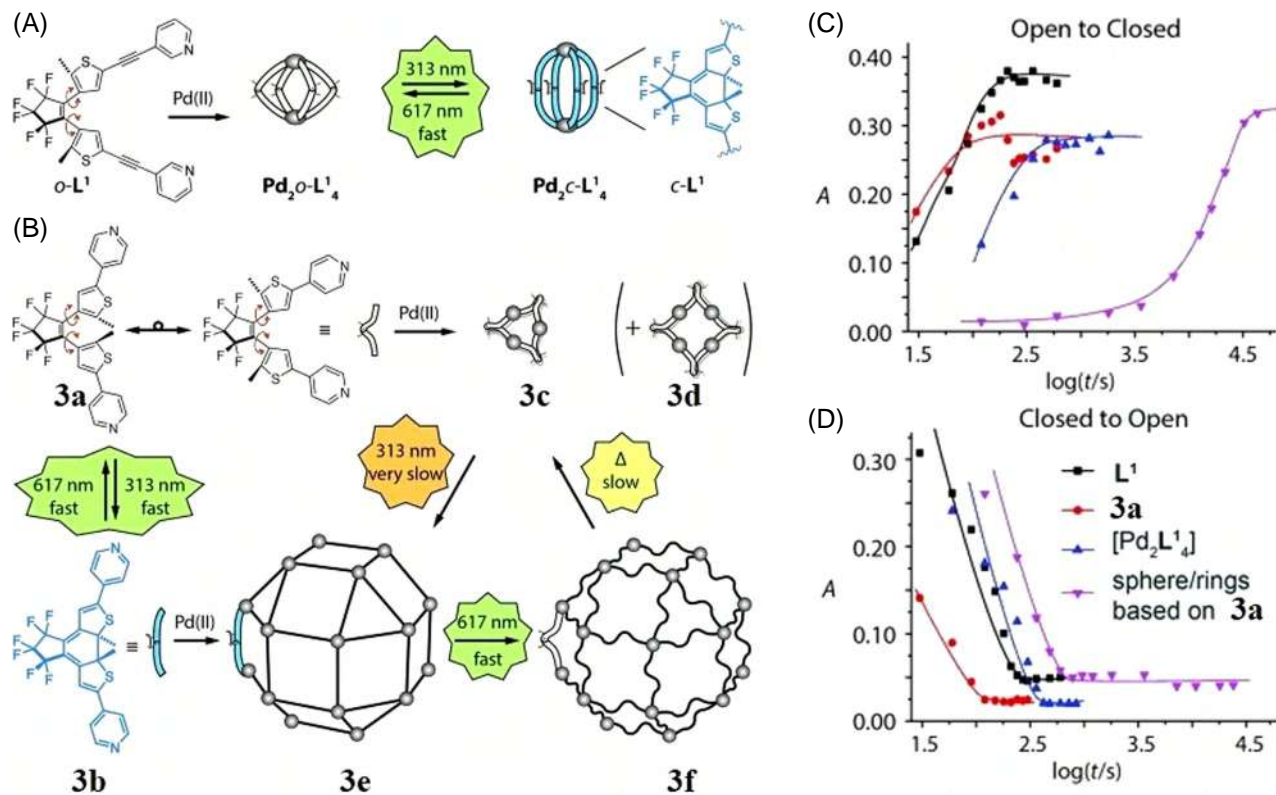 (A)
F
F
F
F
F
F
S
S
N
N
o-L¹
Pd(II)
Pd₂o-L¹₄
313 nm
617 nm
fast
Pd₂c-L¹₄
F
F
F
F
F
F
S
S
c-L¹
(B)
N
S
F
F
F
F
F
F
S
N
3a
N
S
F
F
F
F
F
F
S
N
≡
Pd(II)
3c
+
3d
617 nm
fast
313 nm
fast
313 nm
very slow
Δ
slow
N
S
F
F
F
F
F
F
S
N
≡
Pd(II)
617 nm
fast
3b
3e
3f
(C)
Open to Closed
0.40
0.30
A
0.20
0.10
0.00
1.5 2.5 3.5 4.5
log(t/s)
(D)
Closed to Open
0.30
0.20
A
0.10
0.00
L¹
3a
[Pd₂L¹₄]
sphere/rings
based on 3a
1.5 2.5 3.5 4.5
log(t/s)